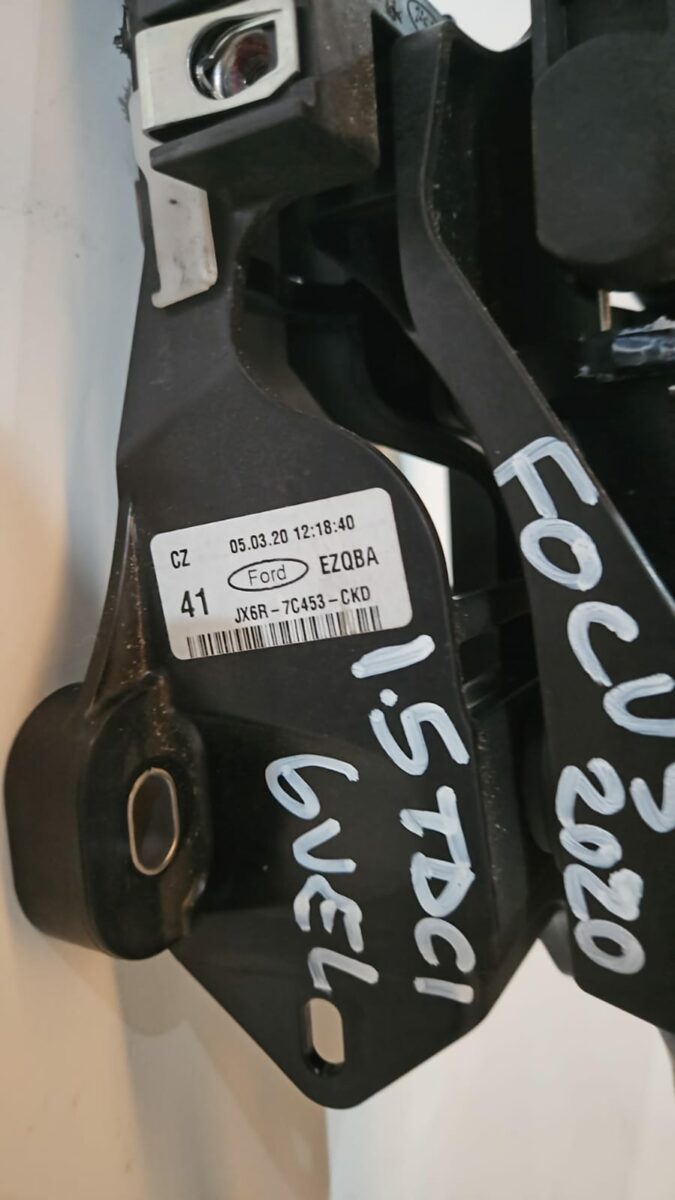 CZ 05.03.20 12:18:40
Ford EZQBA
41 JX6R-7C453-CKD
FOCUS
2020
1.5 TDCI
6VEL